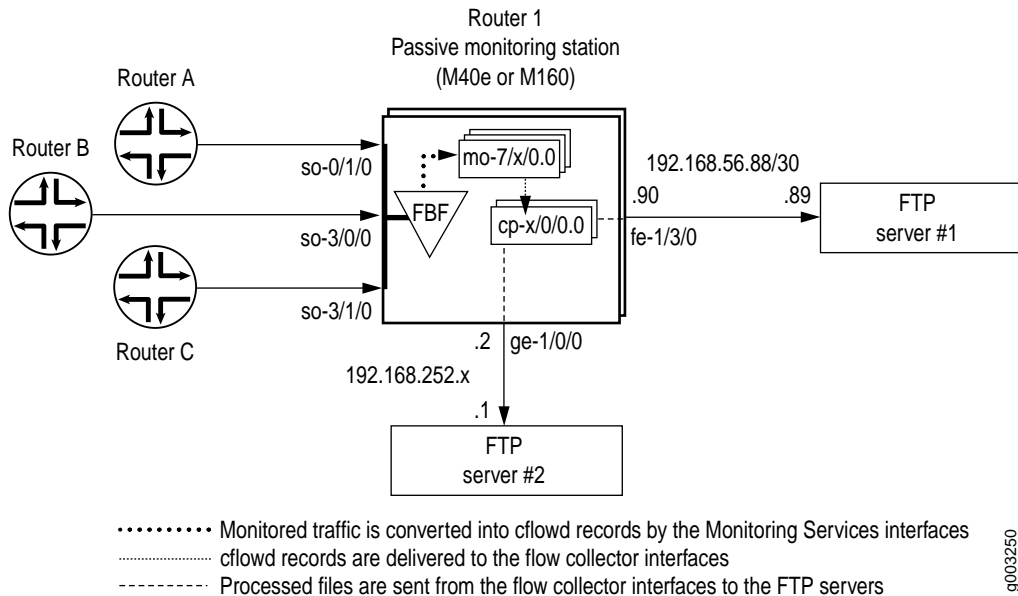 Router 1
Passive monitoring station
(M40e or M160)
Router A
Router B
so-0/1/0
mo-7/x/0.0
192.168.56.88/30
FBF
cp-x/0/0.0
.90
.89
FTP
server #1
so-3/0/0
fe-1/3/0
so-3/1/0
Router C
.2
ge-1/0/0
192.168.252.x
.1
FTP
server #2
Monitored traffic is converted into cflowd records by the Monitoring Services interfaces
cflowd records are delivered to the flow collector interfaces
Processed files are sent from the flow collector interfaces to the FTP servers
g003250